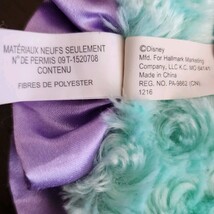 MATÉRIAUX NEUFS SEULEMENT
N° DE PERMIS 09T-1520708
CONTENU
FIBRES DE POLYESTER
©Disney
Mfd. For Hallmark Marketing
Company, LLC K.C. MO 64141
Made in China
REG. NO. PA-9862 (CN)
1216